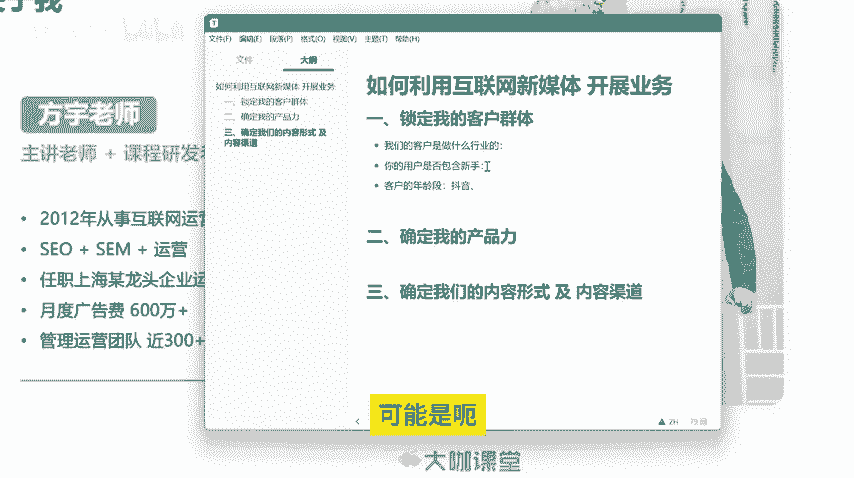 方宇老师
主讲老师 + 课程研发
• 2012年从事互联网运营
• SEO + SEM + 运营
• 任职上海某龙头企业运
• 月度广告费 600万+
• 管理运营团队 近300+
文件(F) 编辑(E) 段落(P) 格式(O) 视图(V) 主题(T) 帮助(H)
文件 大纲
如何利用互联网新媒体 开展业务
一、锁定我的客户群体
二、确定我的产品力
三、确定我们的内容形式 及
内容渠道
如何利用互联网新媒体 开展业务
一、锁定我的客户群体
• 我们的客户是做什么行业的:
• 你的用户是否包含新手:
• 客户的年龄段: 抖音、
二、确定我的产品力
三、确定我们的内容形式 及 内容渠道
可能是呃
ZH
大咖课堂